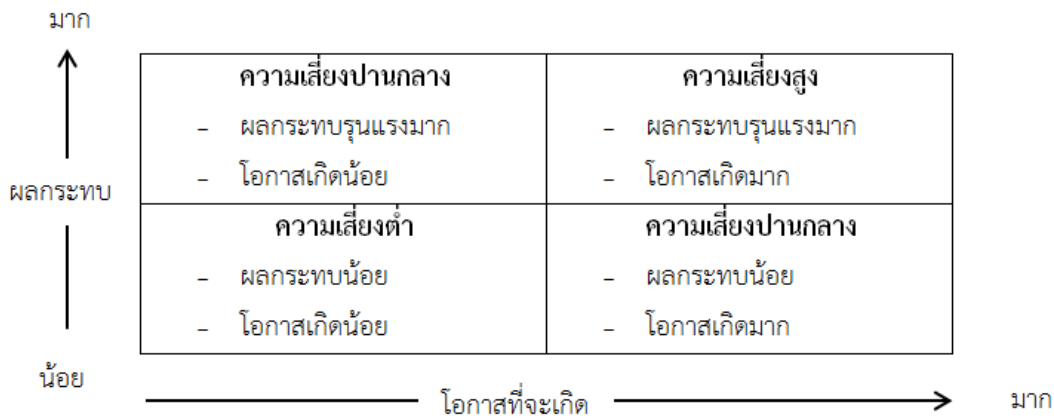 มาก
ความเสี่ยงปานกลาง
- ผลกระทบรุนแรงมาก
- โอกาสเกิดน้อย
ความเสี่ยงสูง
- ผลกระทบรุนแรงมาก
- โอกาสเกิดมาก
ผลกระทบ
ความเสี่ยงต่ำ
- ผลกระทบน้อย
- โอกาสเกิดน้อย
ความเสี่ยงปานกลาง
- ผลกระทบน้อย
- โอกาสเกิดมาก
น้อย
โอกาสที่จะเกิด
มาก